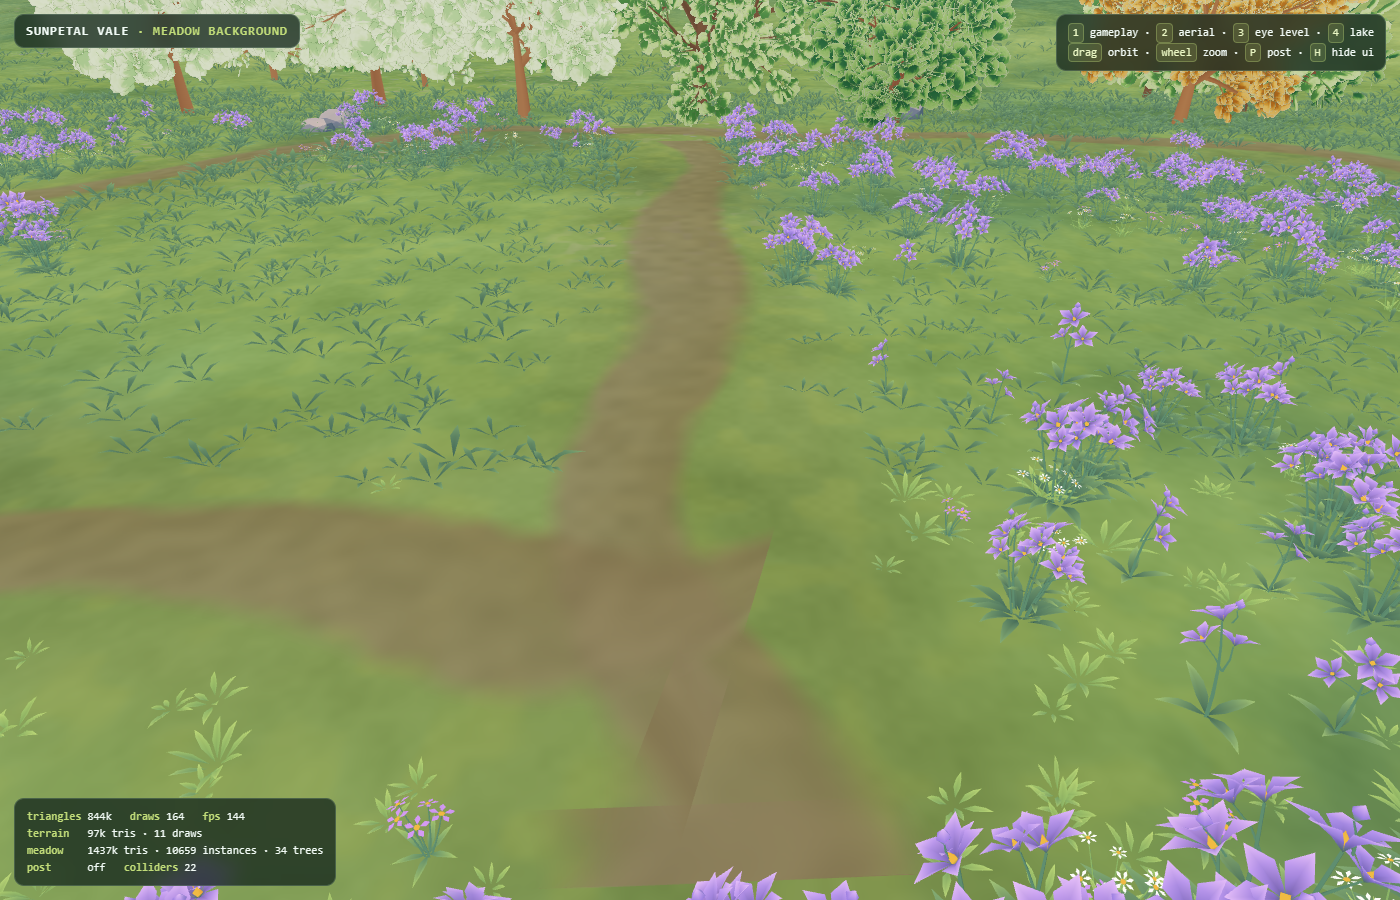 SUNPETAL VALE · MEADOW BACKGROUND
1 gameplay · 2 aerial · 3 eye level · 4 lake
drag orbit · wheel zoom · P post · H hide ui
triangles 844k draws 164 fps 144
terrain 97k tris · 11 draws
meadow 1437k tris · 10659 instances · 34 trees
post off colliders 22